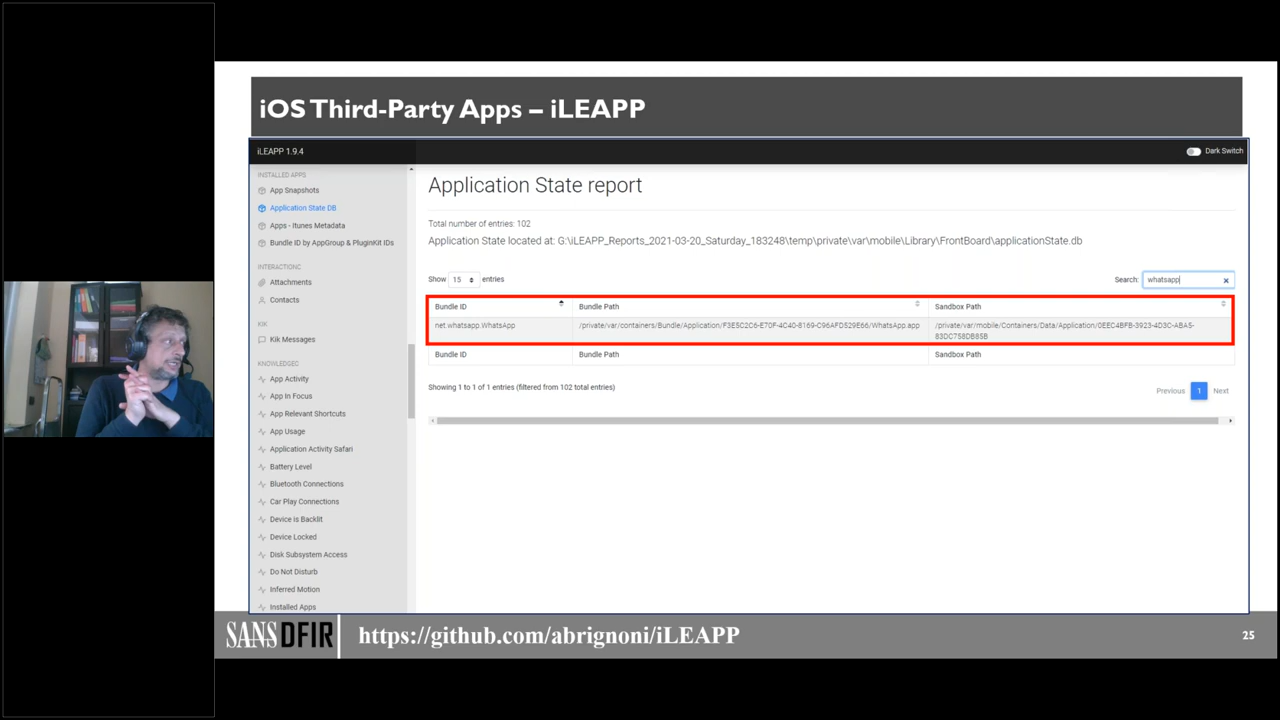 iOS Third-Party Apps – iLEAPP
iLEAPP 1.9.4
Dark Switch
INSTALLED APPS
App Snapshots
Application State DB
Apps - Itunes Metadata
Bundle ID by AppGroup & PluginKit IDs
INTERACTIONC
Attachments
Contacts
KIK
Kik Messages
KNOWLEDGEC
App Activity
App In Focus
App Relevant Shortcuts
App Usage
Application Activity Safari
Battery Level
Bluetooth Connections
Car Play Connections
Device Is Backlit
Device Locked
Disk Subsystem Access
Do Not Disturb
Inferred Motion
Installed Apps
Application State report
Total number of entries: 102
Application State located at: G:\iLEAPP_Reports_2021-03-20_Saturday_183248\temp\private\var\mobile\Library\FrontBoard\applicationState.db
Show 15 entries
Search: whatsapp
Bundle ID Bundle Path Sandbox Path
net.whatsapp.WhatsApp /private/var/containers/Bundle/Application/F3E5C2C6-E70F-4C40-8169-C96AFD529E66/WhatsApp.app /private/var/mobile/Containers/Data/Application/0EEC4BFB-3923-4D3C-ABA5-
83DC758DB85B
Bundle ID Bundle Path Sandbox Path
Showing 1 to 1 of 1 entries (filtered from 102 total entries)
Previous 1 Next
SANS DFIR https://github.com/abrignoni/iLEAPP 25